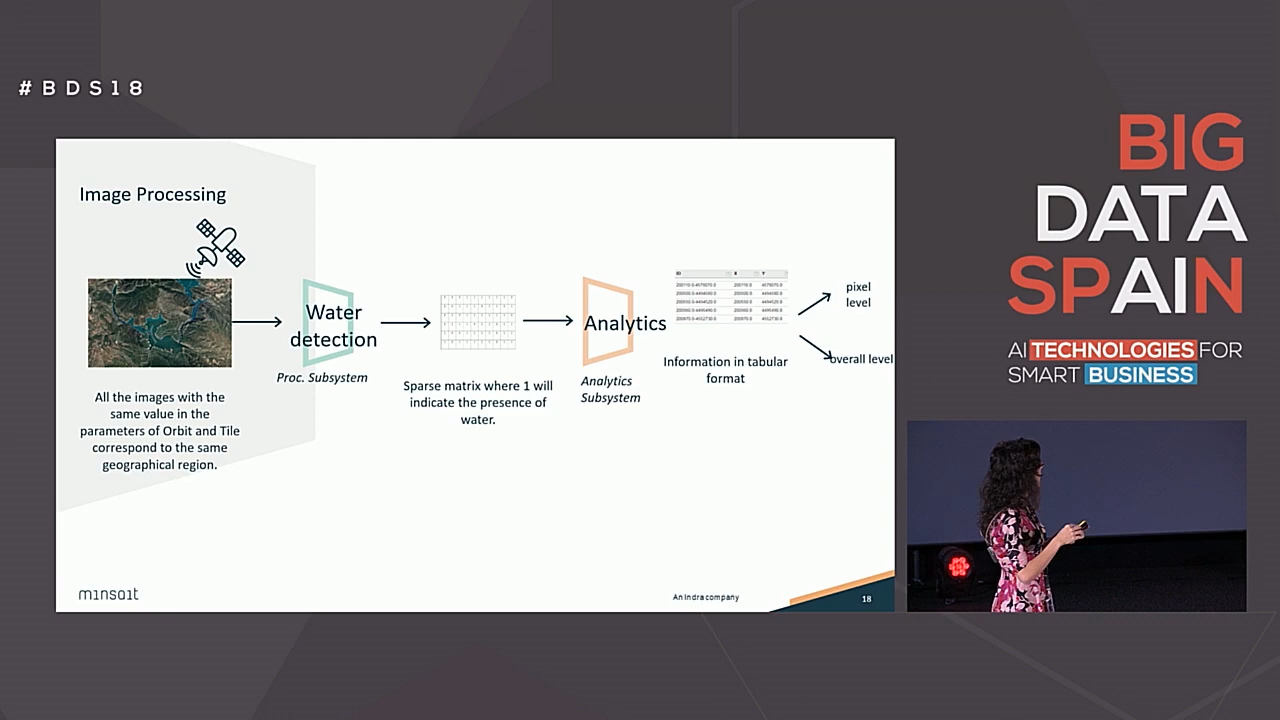 #BDS18
BIG
DATA
SPAIN
AI TECHNOLOGIES FOR
SMART BUSINESS
Image Processing
Water
detection
Proc. Subsystem
All the images with the
same value in the
parameters of Orbit and Tile
correspond to the same
geographical region.
Sparse matrix where 1 will
indicate the presence of
water.
Analytics
Analytics
Subsystem
ID X Y
Information in tabular
format
pixel
level
overall level
minsait
An Indra company
18